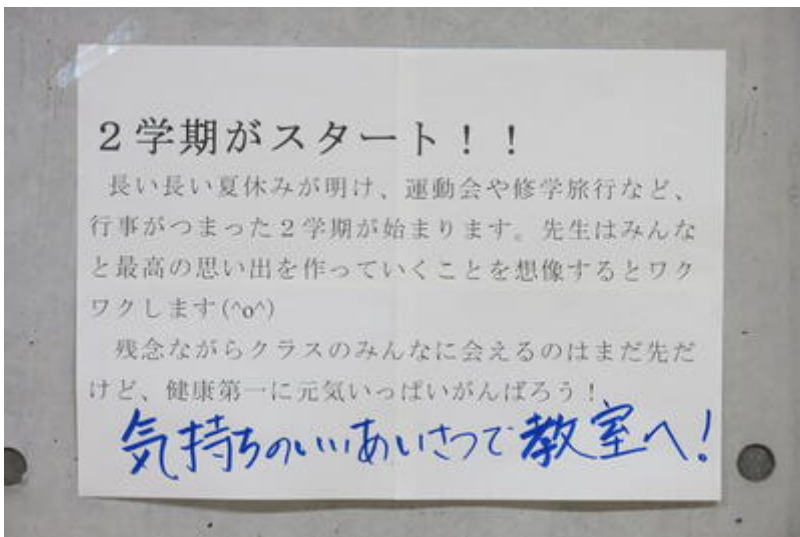 ２学期がスタート！！
長い長い夏休みが明け、運動会や修学旅行など、
行事がつまった２学期が始まります。先生はみんな
と最高の思い出を作っていくことを想像するとワク
ワクします(^o^)
残念ながらクラスのみんなに会えるのはまだ先だ
けど、健康第一に元気いっぱいがんばろう！
気持ちのいいあいさつで教室へ!